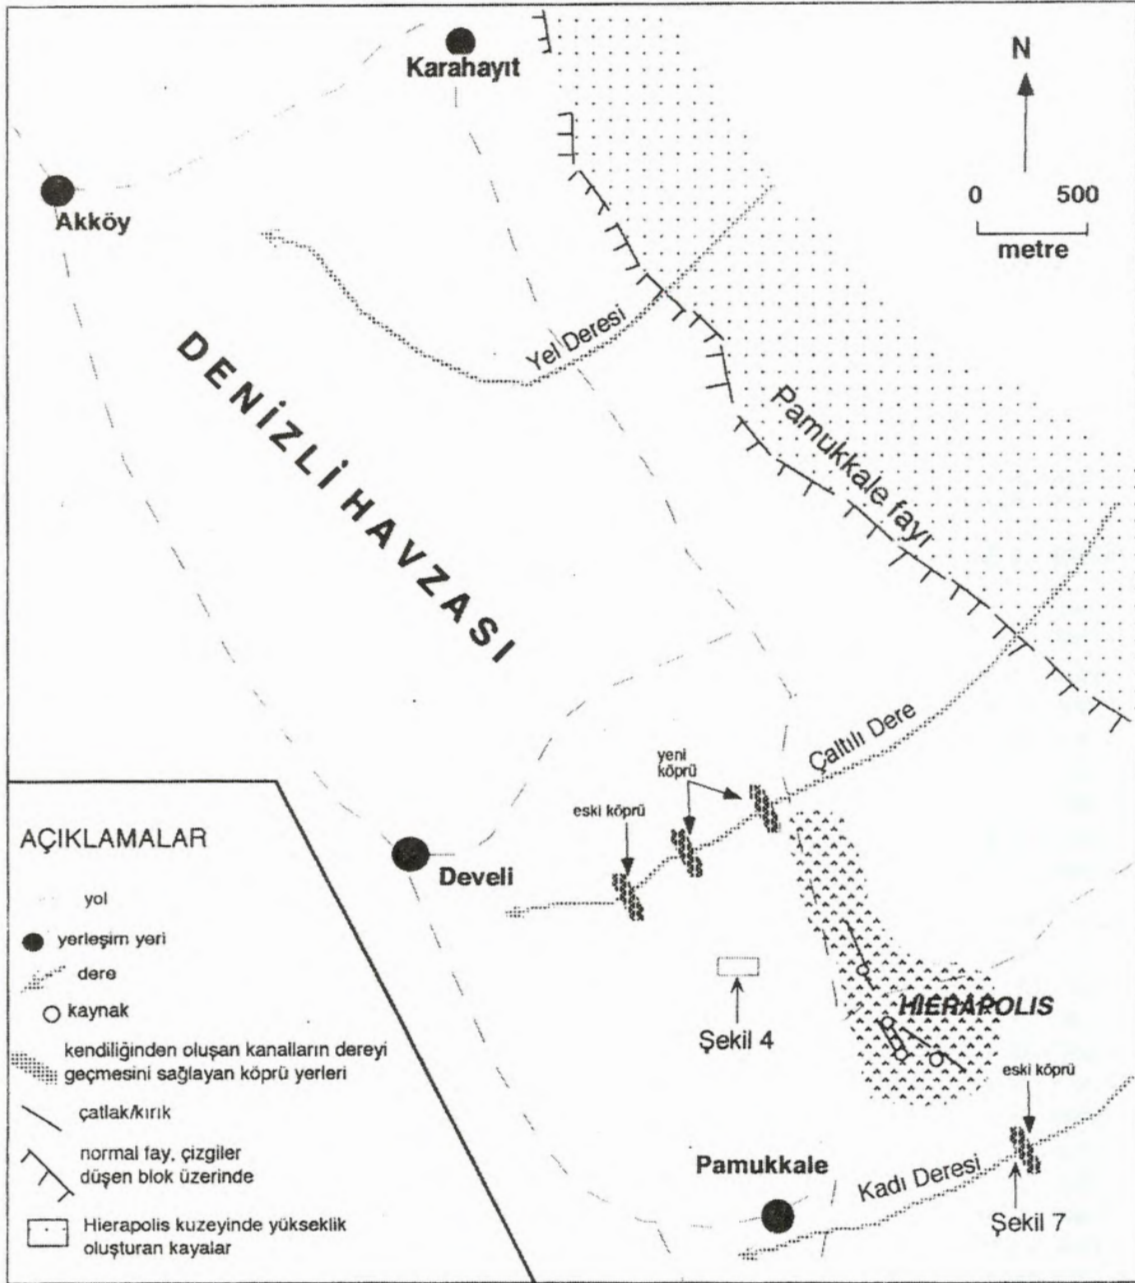 Karahayıt
N
0 500
metre
Akköy
Yel Deresi
DENİZLİ HAVZASI
Pamukkale fayı
Çaltılı Dere
yeni
köprü
eski köprü
Develi
HIERAPOLIS
Şekil 4
eski köprü
Pamukkale
Kadı Deresi
Şekil 7
AÇIKLAMALAR
yol
yerleşim yeri
dere
kaynak
kendiliğinden oluşan kanalların dereyi
geçmesini sağlayan köprü yerleri
çatlak/kırık
normal fay, çizgiler
düşen blok üzerinde
Hierapolis kuzeyinde yükseklik
oluşturan kayalar